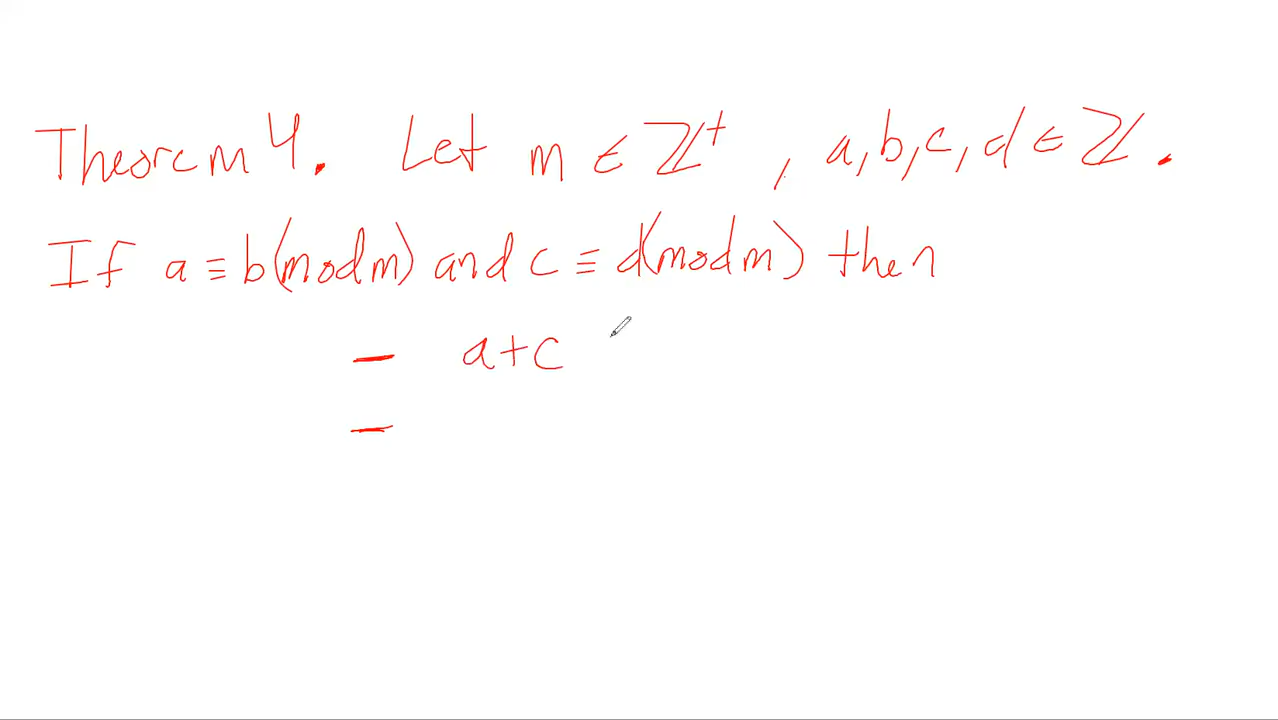 Theorem 4. Let m ∈ ℤ⁺, a, b, c, d ∈ ℤ.
If a ≡ b(mod m) and c ≡ d(mod m) then
– a+c
–